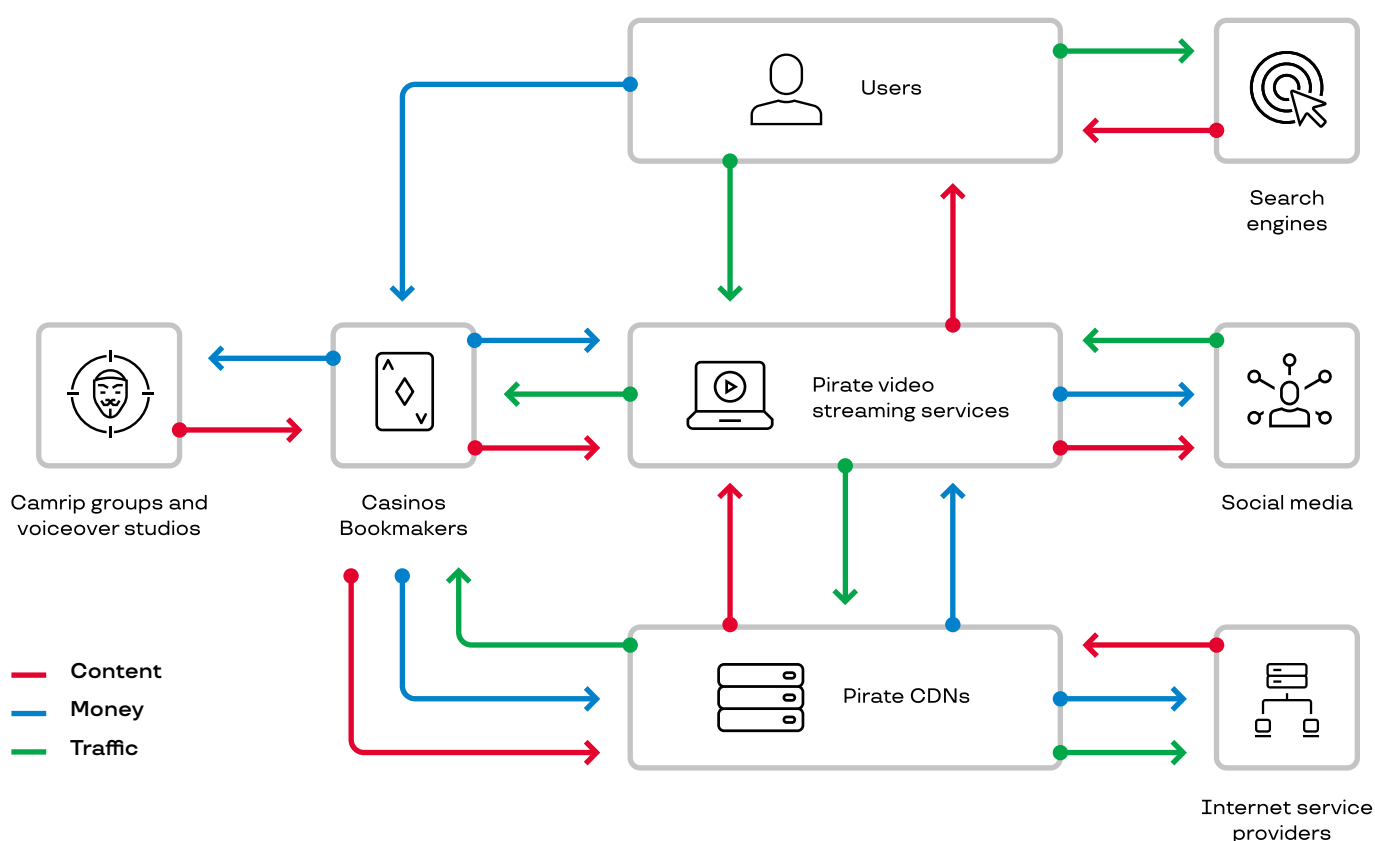 Users
Search
engines
Pirate video
streaming services
Camrip groups and
voiceover studios
Casinos
Bookmakers
Social media
Content
Money
Traffic
Pirate CDNs
Internet service
providers